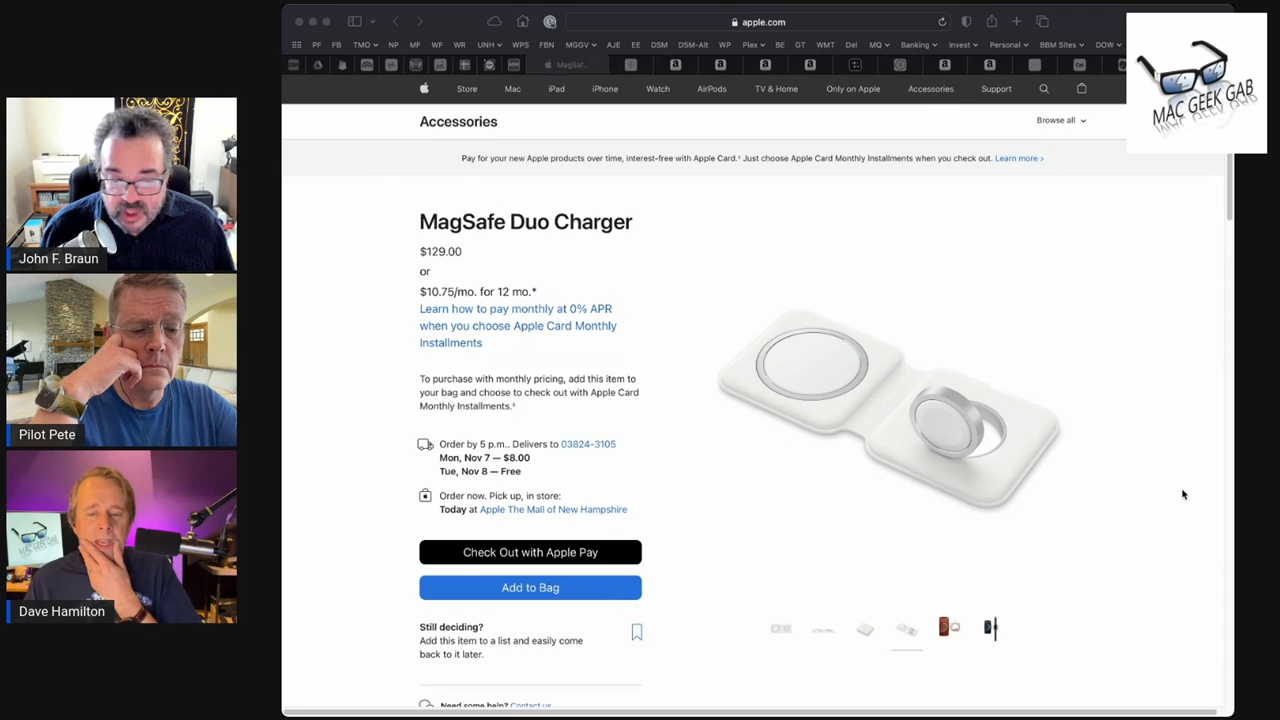 apple.com
PF FB TMO NP MF WF WR UNH WPS FBN MGGV AJE EE DSM DSM-Alt WP Plex BE GT WMT Del MQ Banking Invest Personal BBM Sites DOW
MagSaf...
Store Mac iPad iPhone Watch AirPods TV & Home Only on Apple Accessories Support
MAC GEEK GAB
Accessories
Browse all
Pay for your new Apple products over time, interest-free with Apple Card.◊ Just choose Apple Card Monthly Installments when you check out. Learn more >
MagSafe Duo Charger
$129.00
or
$10.75/mo. for 12 mo.*
Learn how to pay monthly at 0% APR
when you choose Apple Card Monthly
Installments
To purchase with monthly pricing, add this item to
your bag and choose to check out with Apple Card
Monthly Installments.◊
Order by 5 p.m.. Delivers to 03824-3105
Mon, Nov 7 — $8.00
Tue, Nov 8 — Free
Order now. Pick up, in store:
Today at Apple The Mall of New Hampshire
Check Out with Apple Pay
Add to Bag
Still deciding?
Add this item to a list and easily come
back to it later.
Need some help? Contact us
John F. Braun
Pilot Pete
Dave Hamilton